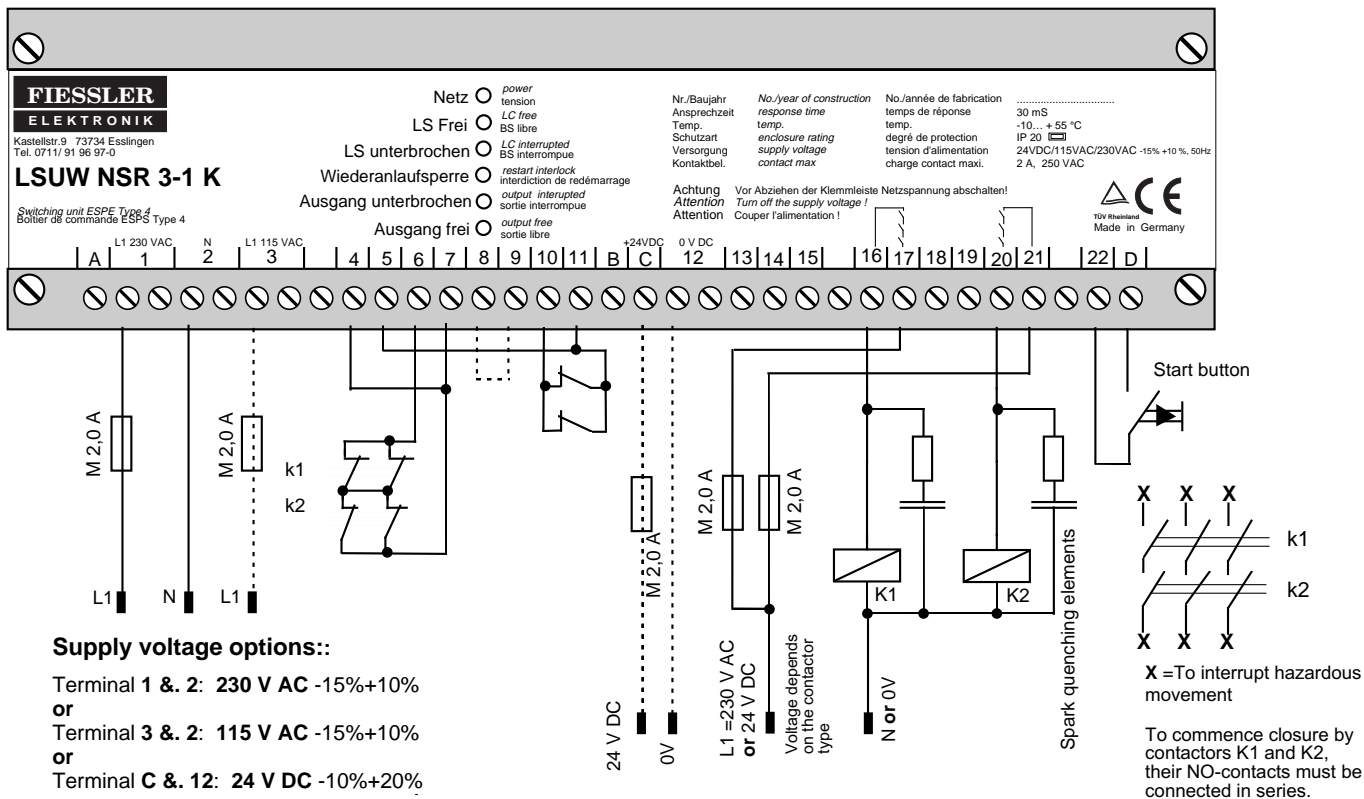 FIESSLER
ELEKTRONIK
Kastellstr.9 73734 Esslingen
Tel. 0711/ 91 96 97-0
LSUW NSR 3-1 K
Switching unit ESPE Type 4
Boîtier de commande ESPS Type 4
Netz power
tension
LS Frei LC free
BS libre
LS unterbrochen LC interrupted
BS interrompue
Wiederanlaufsperre restart interlock
interdiction de redémarrage
Ausgang unterbrochen output interupted
sortie interrompue
Ausgang frei output free
sortie libre
Nr./Baujahr No./year of construction No./année de fabrication ................................
Ansprechzeit response time temps de réponse 30 mS
Temp. temp. temp. -10… + 55 °C
Schutzart enclosure rating degré de protection IP 20
Versorgung supply voltage tension d'alimentation 24VDC/115VAC/230VAC -15% +10 %, 50Hz
Kontaktbel. contact max charge contact maxi. 2 A, 250 VAC
Achtung Vor Abziehen der Klemmleiste Netzspannung abschalten!
Attention Turn off the supply voltage !
Attention Couper l'alimentation !
TÜV Rheinland
CE
Made in Germany
L1 230 VAC N L1 115 VAC +24VDC 0 V DC
A 1 2 3 4 5 6 7 8 9 10 11 B C 12 13 14 15 16 17 18 19 20 21 22 D
M 2,0 A
M 2,0 A
k1
k2
L1
N
L1
M 2,0 A
M 2,0 A
M 2,0 A
K1
K2
Spark quenching elements
Start button
X X X
k1
k2
X X X
24 V DC
0V
L1 =230 V AC
or 24 V DC
Voltage depends
on the contactor
type
N or 0V
Supply voltage options::
Terminal 1 &. 2: 230 V AC -15%+10%
or
Terminal 3 &. 2: 115 V AC -15%+10%
or
Terminal C &. 12: 24 V DC -10%+20%
X =To interrupt hazardous
movement
To commence closure by
contactors K1 and K2,
their NO-contacts must be
connected in series.